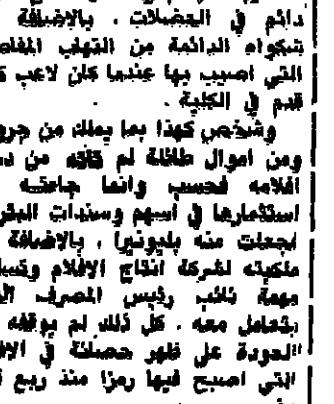 دائم في العضلات . بالاضافة
شكواه الدائمة من التهاب المفاصل
التي اصيب بها عندما كان لاعب
قدم في الكلية .
وشخص كهذا بما يملك من
ومن اموال طائلة لم تأته من
افلامه فحسب وانما جاءته
استثمارها في اسهم وسندات
فجعلت منه بليونيرا . بالاضافة
ملكيته لشركة انتاج الافلام
مهمة نائب رئيس المصرف
يتعامل معه . كل ذلك لم يوقفه
العودة على ظهر حصانه في
التي اصبح فيها رمزا منذ ربع